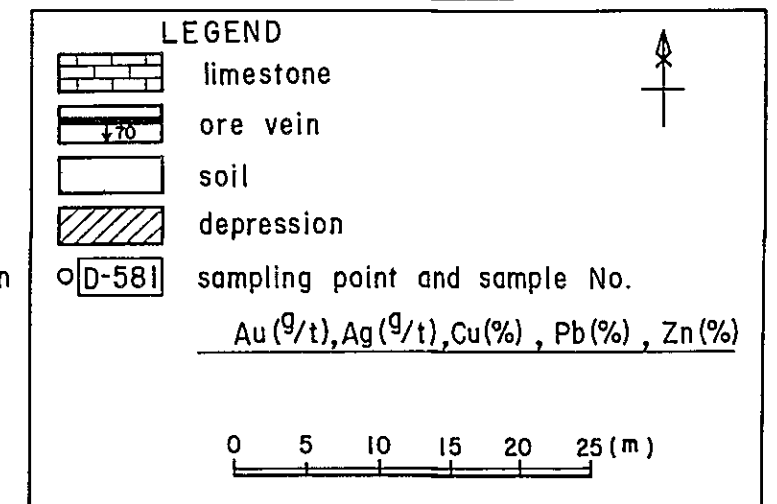 LEGEND
limestone
70
ore vein
soil
depression
n
D-581 sampling point and sample No.
Au(g/t), Ag(g/t), Cu(%), Pb(%), Zn(%)
0 5 10 15 20 25 (m)